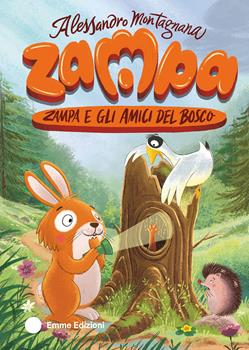 Alessandro Montagnana
ZAMPA
ZAMPA E GLI AMICI DEL BOSCO
Emme Edizioni